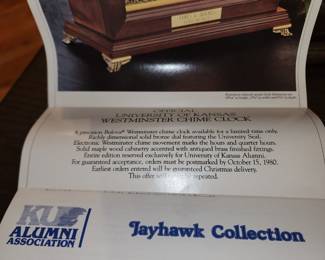 OFFICIAL
UNIVERSITY OF KANSAS
WESTMINSTER CHIME CLOCK
A precision Bulova® Westminster chime clock available for a limited time only.
Richly dimensional solid bronze dial featuring the University Seal.
Electronic Westminster chime movement marks the hours and quarter hours.
Solid maple wood cabinetry accented with antiqued brass finished fittings.
Entire edition reserved exclusively for University of Kansas Alumni.
For guaranteed acceptance, orders must be postmarked by October 15, 1980.
Earliest orders entered will be guaranteed Christmas delivery.
This offer will be repeated.
KU
ALUMNI
ASSOCIATION
Jayhawk Collection